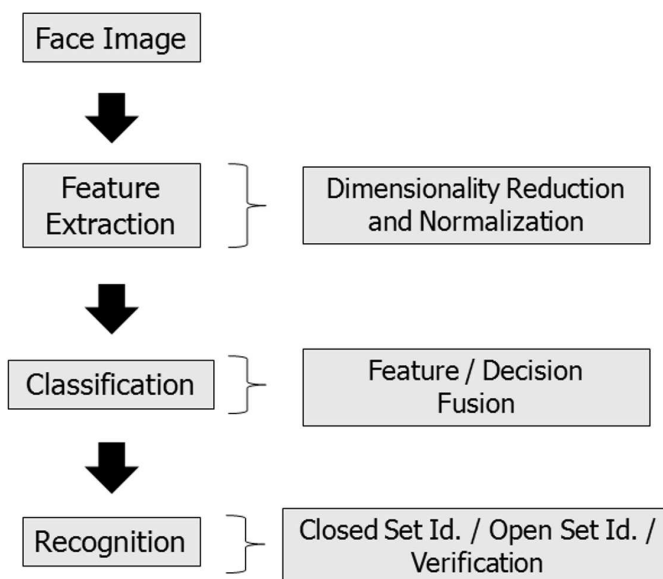 Face Image
Feature
Extraction
Dimensionality Reduction
and Normalization
Classification
Feature / Decision
Fusion
Recognition
Closed Set Id. / Open Set Id. /
Verification